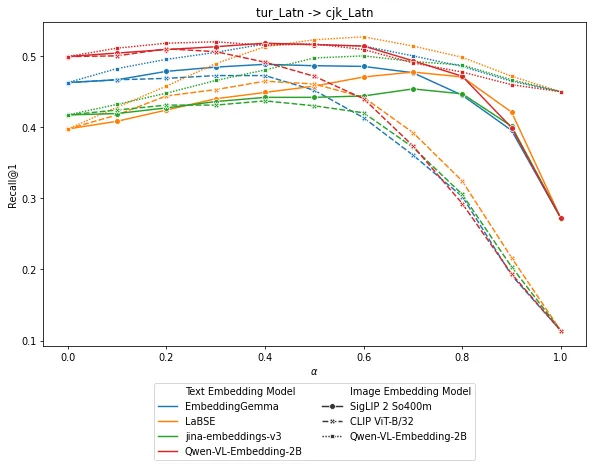 tur_Latn -> cjk_Latn
Recall@1
0.5
0.4
0.3
0.2
0.1
0.0 0.2 0.4 0.6 0.8 1.0
α
Text Embedding Model
EmbeddingGemma
LaBSE
jina-embeddings-v3
Qwen-VL-Embedding-2B
Image Embedding Model
SigLIP 2 So400m
CLIP ViT-B/32
Qwen-VL-Embedding-2B